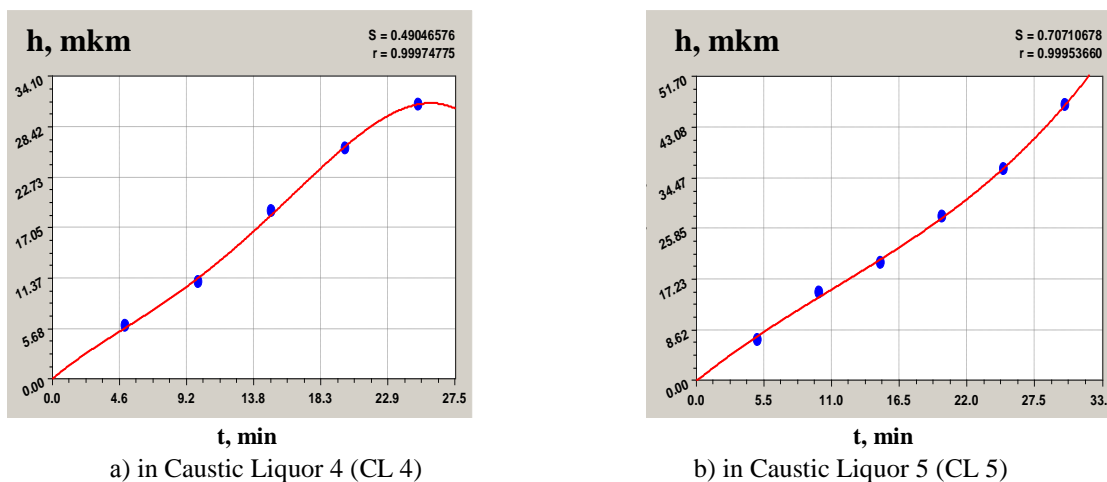 h, mkm
S = 0.49046576
r = 0.99974775
34.10
28.42
22.73
17.05
11.37
5.68
0.00
0.0 4.6 9.2 13.8 18.3 22.9 27.5
t, min
a) in Caustic Liquor 4 (CL 4)
h, mkm
S = 0.70710678
r = 0.99953660
51.70
43.08
34.47
25.85
17.23
8.62
0.00
0.0 5.5 11.0 16.5 22.0 27.5 33.
t, min
b) in Caustic Liquor 5 (CL 5)